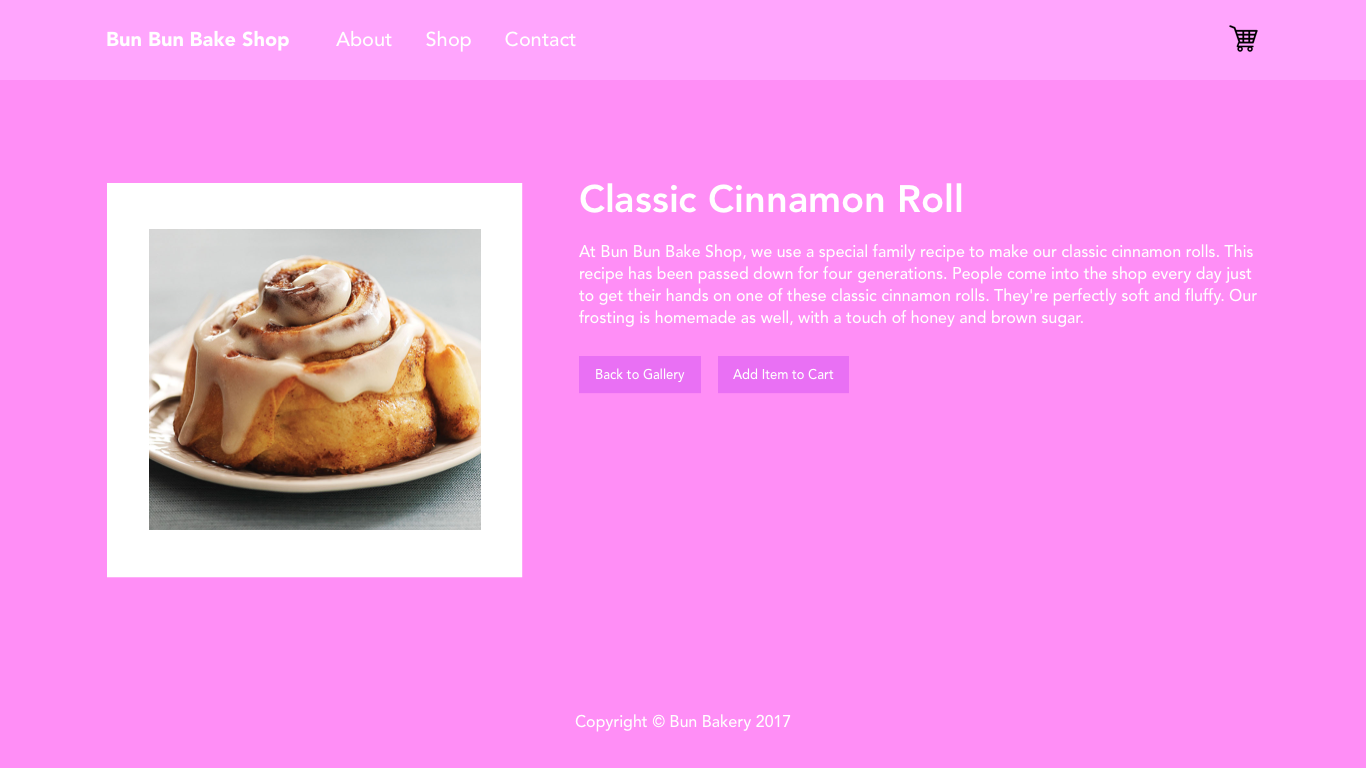 Bun Bun Bake Shop About Shop Contact
Classic Cinnamon Roll
At Bun Bun Bake Shop, we use a special family recipe to make our classic cinnamon rolls. This
recipe has been passed down for four generations. People come into the shop every day just
to get their hands on one of these classic cinnamon rolls. They're perfectly soft and fluffy. Our
frosting is homemade as well, with a touch of honey and brown sugar.
Back to Gallery Add Item to Cart
Copyright © Bun Bakery 2017